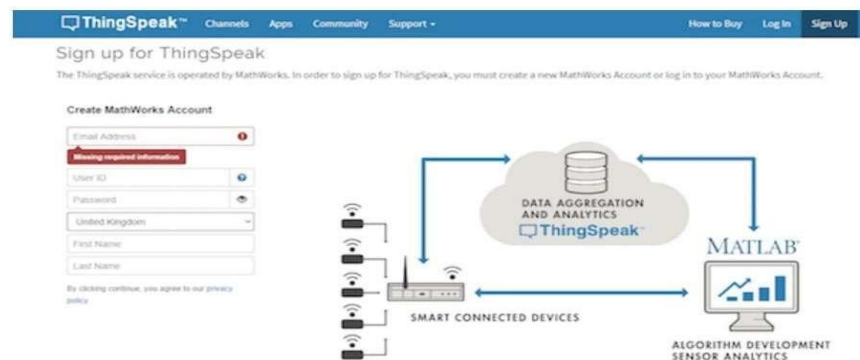 ThingSpeak™ Channels Apps Community Support How to Buy Log In Sign Up
Sign up for ThingSpeak
The ThingSpeak service is operated by MathWorks. In order to sign up for ThingSpeak, you must create a new MathWorks Account or log in to your MathWorks Account.
Create MathWorks Account
Email Address
Missing required information
User ID
Password
United Kingdom
First Name
Last Name
By clicking continue, you agree to our privacy
policy
DATA AGGREGATION
AND ANALYTICS
ThingSpeak
SMART CONNECTED DEVICES
MATLAB
ALGORITHM DEVELOPMENT
SENSOR ANALYTICS